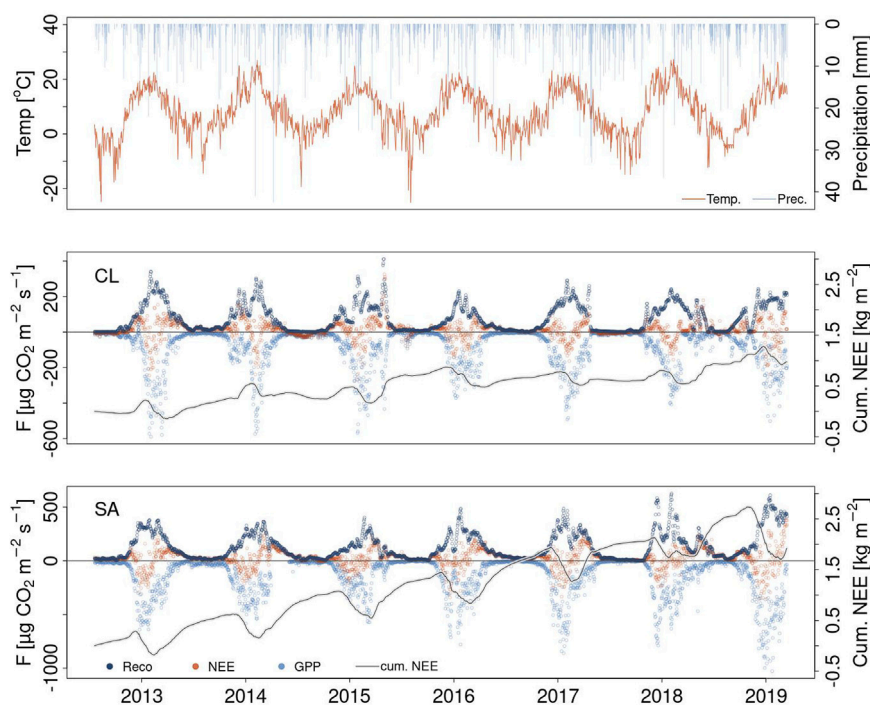 40
20
0
-20
Temp [°C]
0
10
20
30
40
Precipitation [mm]
Temp. Prec.
CL
200
-200
-600
F [µg CO₂ m⁻² s⁻¹]
2.5
1.5
0.5
-0.5
Cum. NEE [kg m⁻²]
SA
500
0
-1000
F [µg CO₂ m⁻² s⁻¹]
2.5
1.5
0.5
-0.5
Cum. NEE [kg m⁻²]
Reco NEE GPP cum. NEE
2013 2014 2015 2016 2017 2018 2019